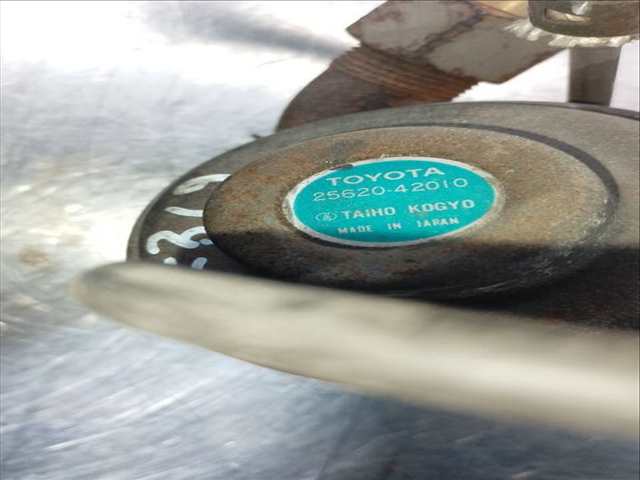 TOYOTA
25620-42010
TAIHO KOGYO
MADE IN JAPAN